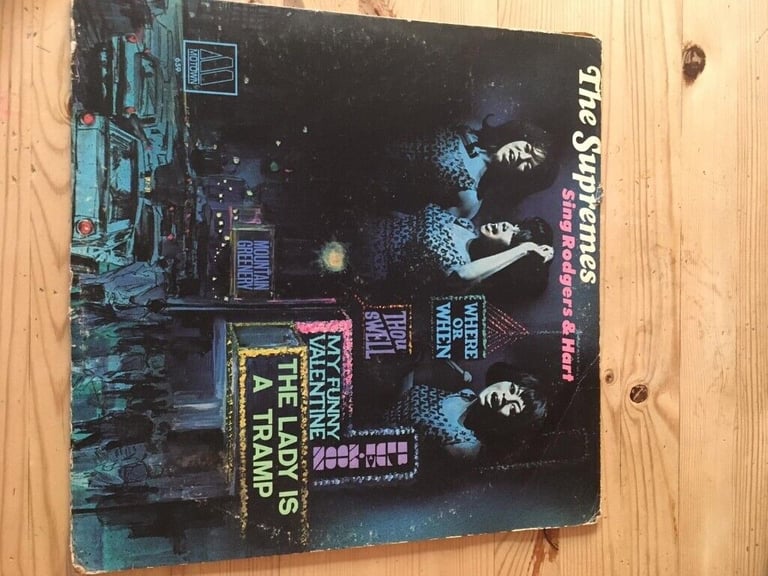 The Supremes
Sing Rodgers & Hart
WHERE
OR
WHEN
THOU
SWELL
MOUNTAIN
GREENERY
MY FUNNY
VALENTINE
THE LADY IS
A TRAMP
MOTOWN
659